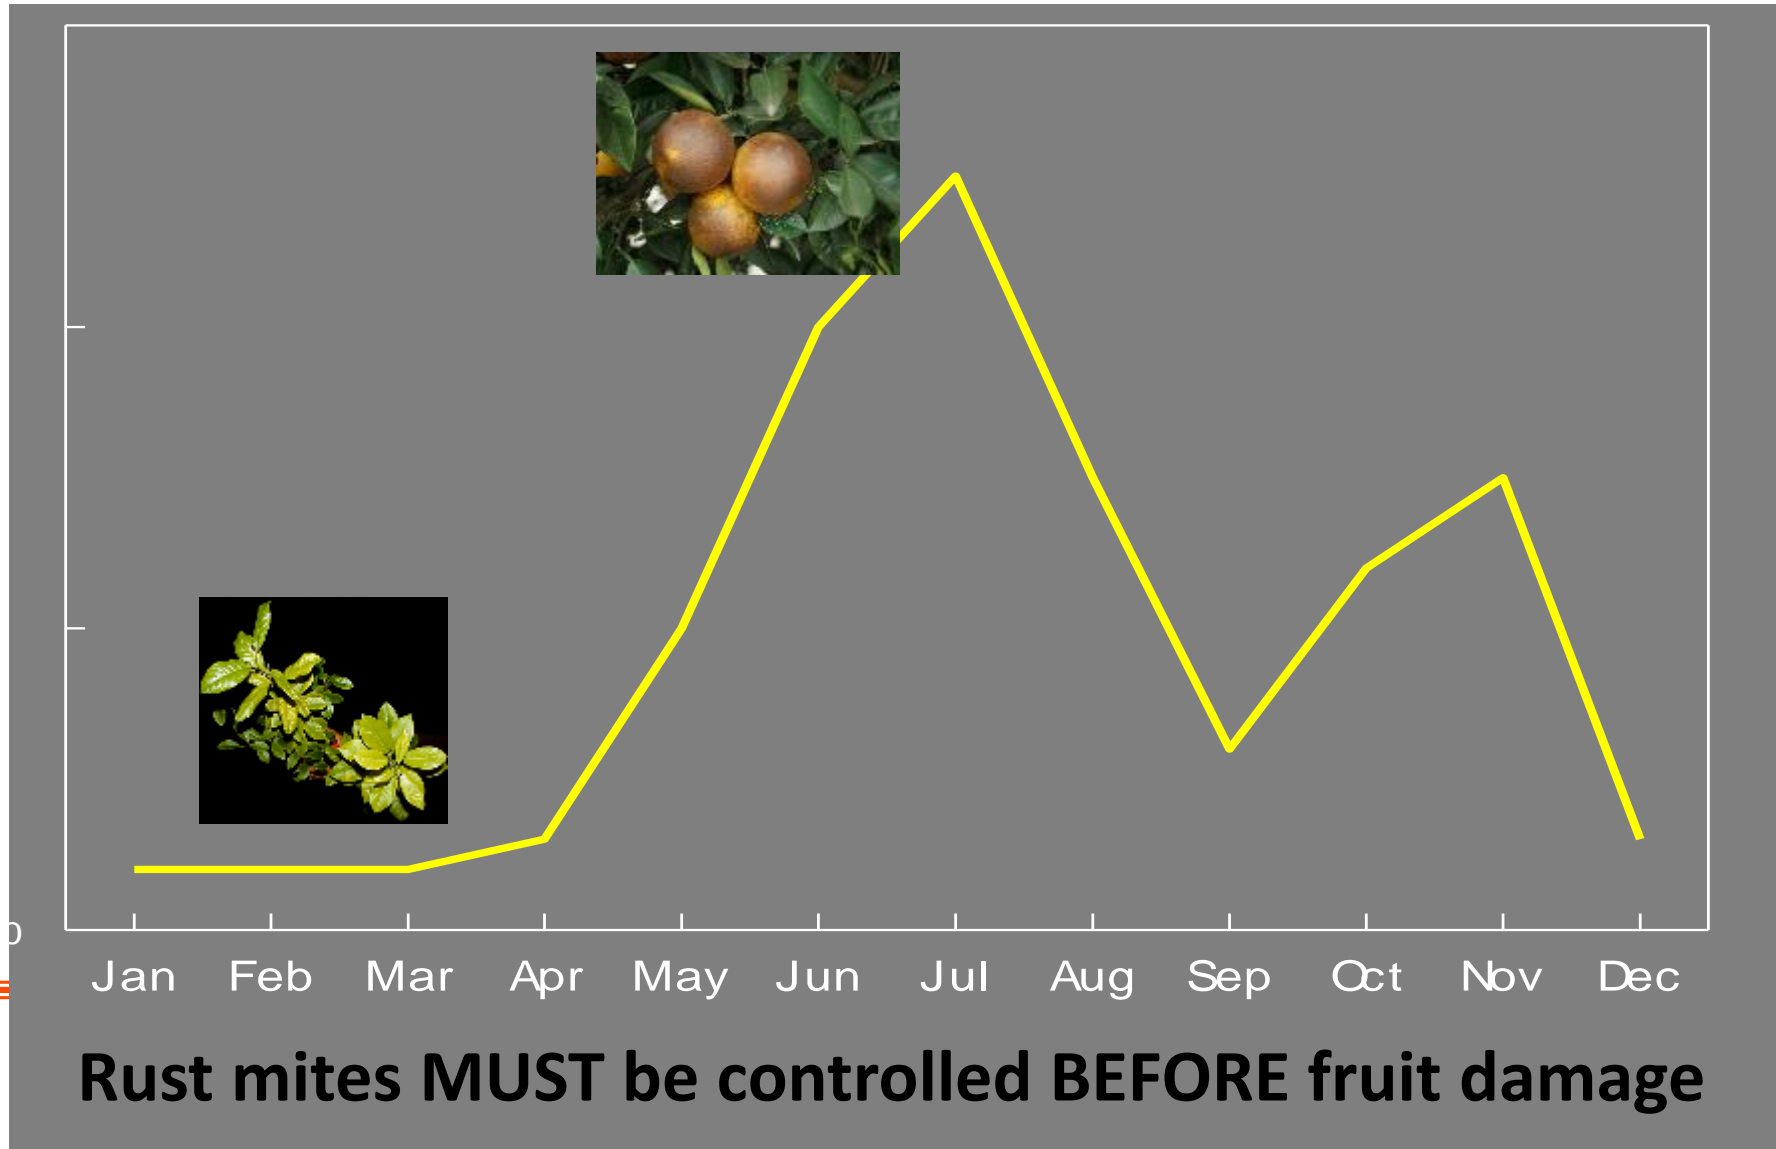 0
Jan Feb Mar Apr May Jun Jul Aug Sep Oct Nov Dec
Rust mites MUST be controlled BEFORE fruit damage